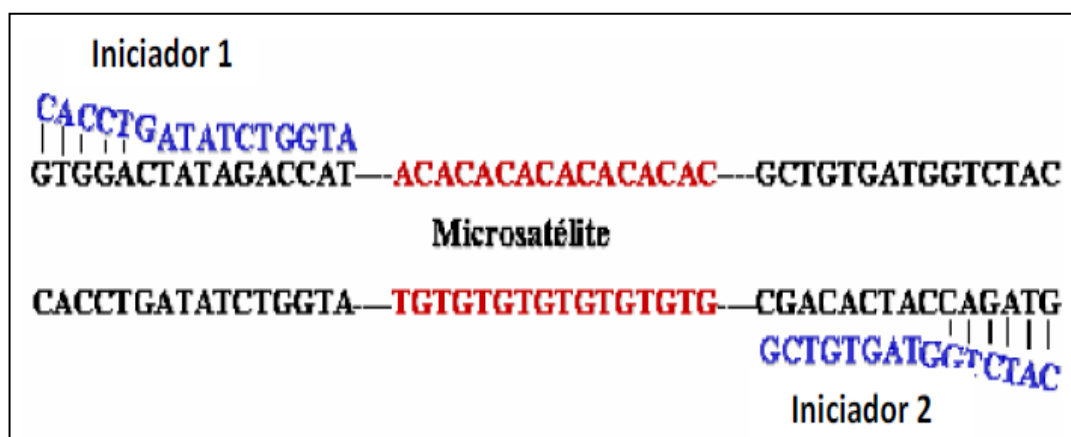 Iniciador 1
CACCTGATATCTGGTA
GTGGACTATAGACCAT----ACACACACACACACAC----GCTGTGATGGTCTAC
Microsatélite
CACCTGATATCTGGTA----TGTGTGTGTGTGTGTG----CGACACTACCAGATG
GCTGTGATGGTCTAC
Iniciador 2